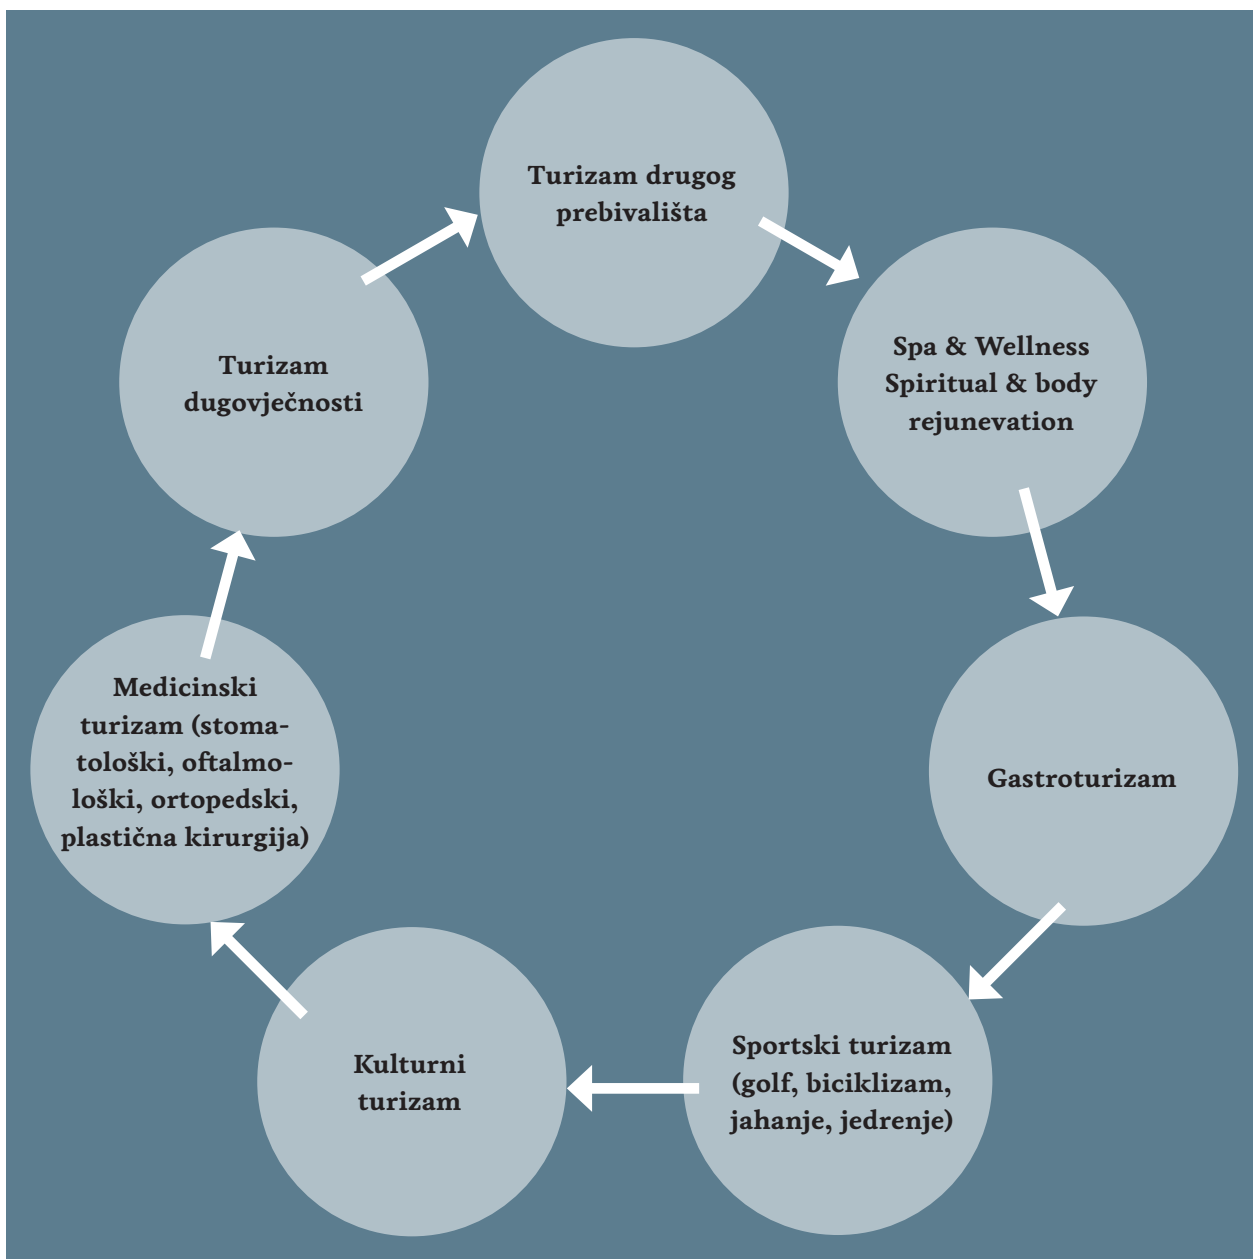 Turizam drugog
prebivališta
Spa & Wellness
Spiritual & body
rejunevation
Gastroturizam
Sportski turizam
(golf, biciklizam,
jahanje, jedrenje)
Kulturni
turizam
Medicinski
turizam (stoma-
tološki, oftalmo-
loški, ortopedski,
plastična kirurgija)
Turizam
dugovječnosti